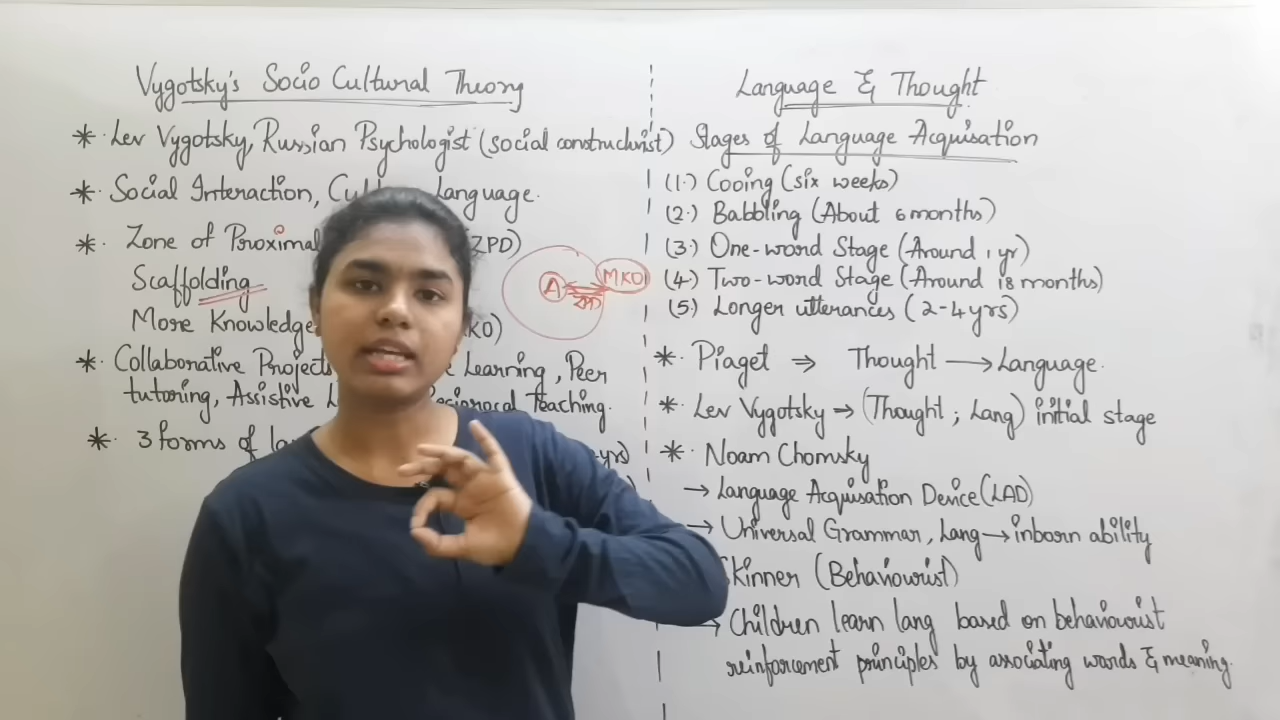 Vygotsky's Socio Cultural Theory
* Lev Vygotsky, Russian Psychologist (social constructivist)
* Social Interaction, Language.
* Zone of Proximal ZPD)
Scaffolding
More Knowledge KO)
A MKO
ZPD
* Collaborative Projects Learning, Peer
tutoring, Assistive Reciprocal Teaching.
* 3 forms of yrs)
Language & Thought
Stages of Language Acquisation
(1.) Cooing (six weeks)
(2.) Babbling (About 6 months)
(3.) One-word Stage (Around 1 yr)
(4.) Two-word Stage (Around 18 months)
(5.) Longer utterances (2-4 yrs)
* Piaget ⇒ Thought → Language.
* Lev Vygotsky → (Thought ; Lang) initial stage
* Noam Chomsky
→ Language Acquisation Device (LAD)
→ Universal Grammar, Lang → inborn ability
Skinner (Behaviourist)
→ Children learn lang based on behaviourist
reinforcement principles by associating words & meaning.